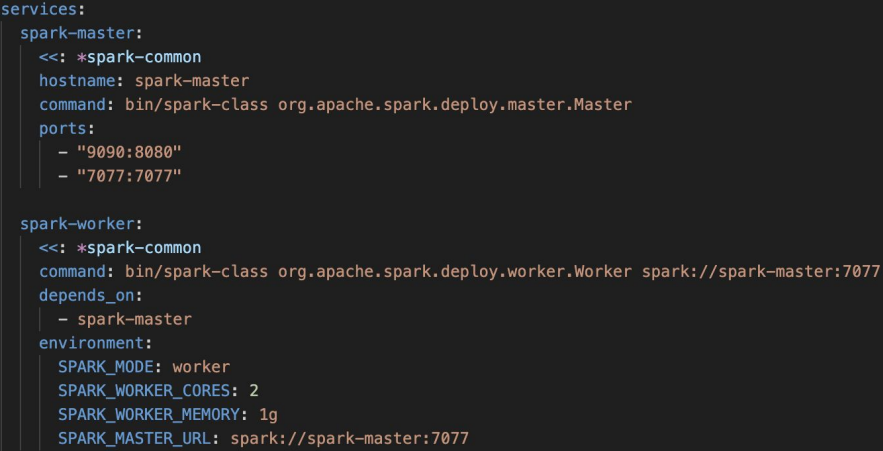 services:
  spark-master:
    <<: *spark-common
    hostname: spark-master
    command: bin/spark-class org.apache.spark.deploy.master.Master
    ports:
      - "9090:8080"
      - "7077:7077"

  spark-worker:
    <<: *spark-common
    command: bin/spark-class org.apache.spark.deploy.worker.Worker spark://spark-master:7077
    depends_on:
      - spark-master
    environment:
      SPARK_MODE: worker
      SPARK_WORKER_CORES: 2
      SPARK_WORKER_MEMORY: 1g
      SPARK_MASTER_URL: spark://spark-master:7077